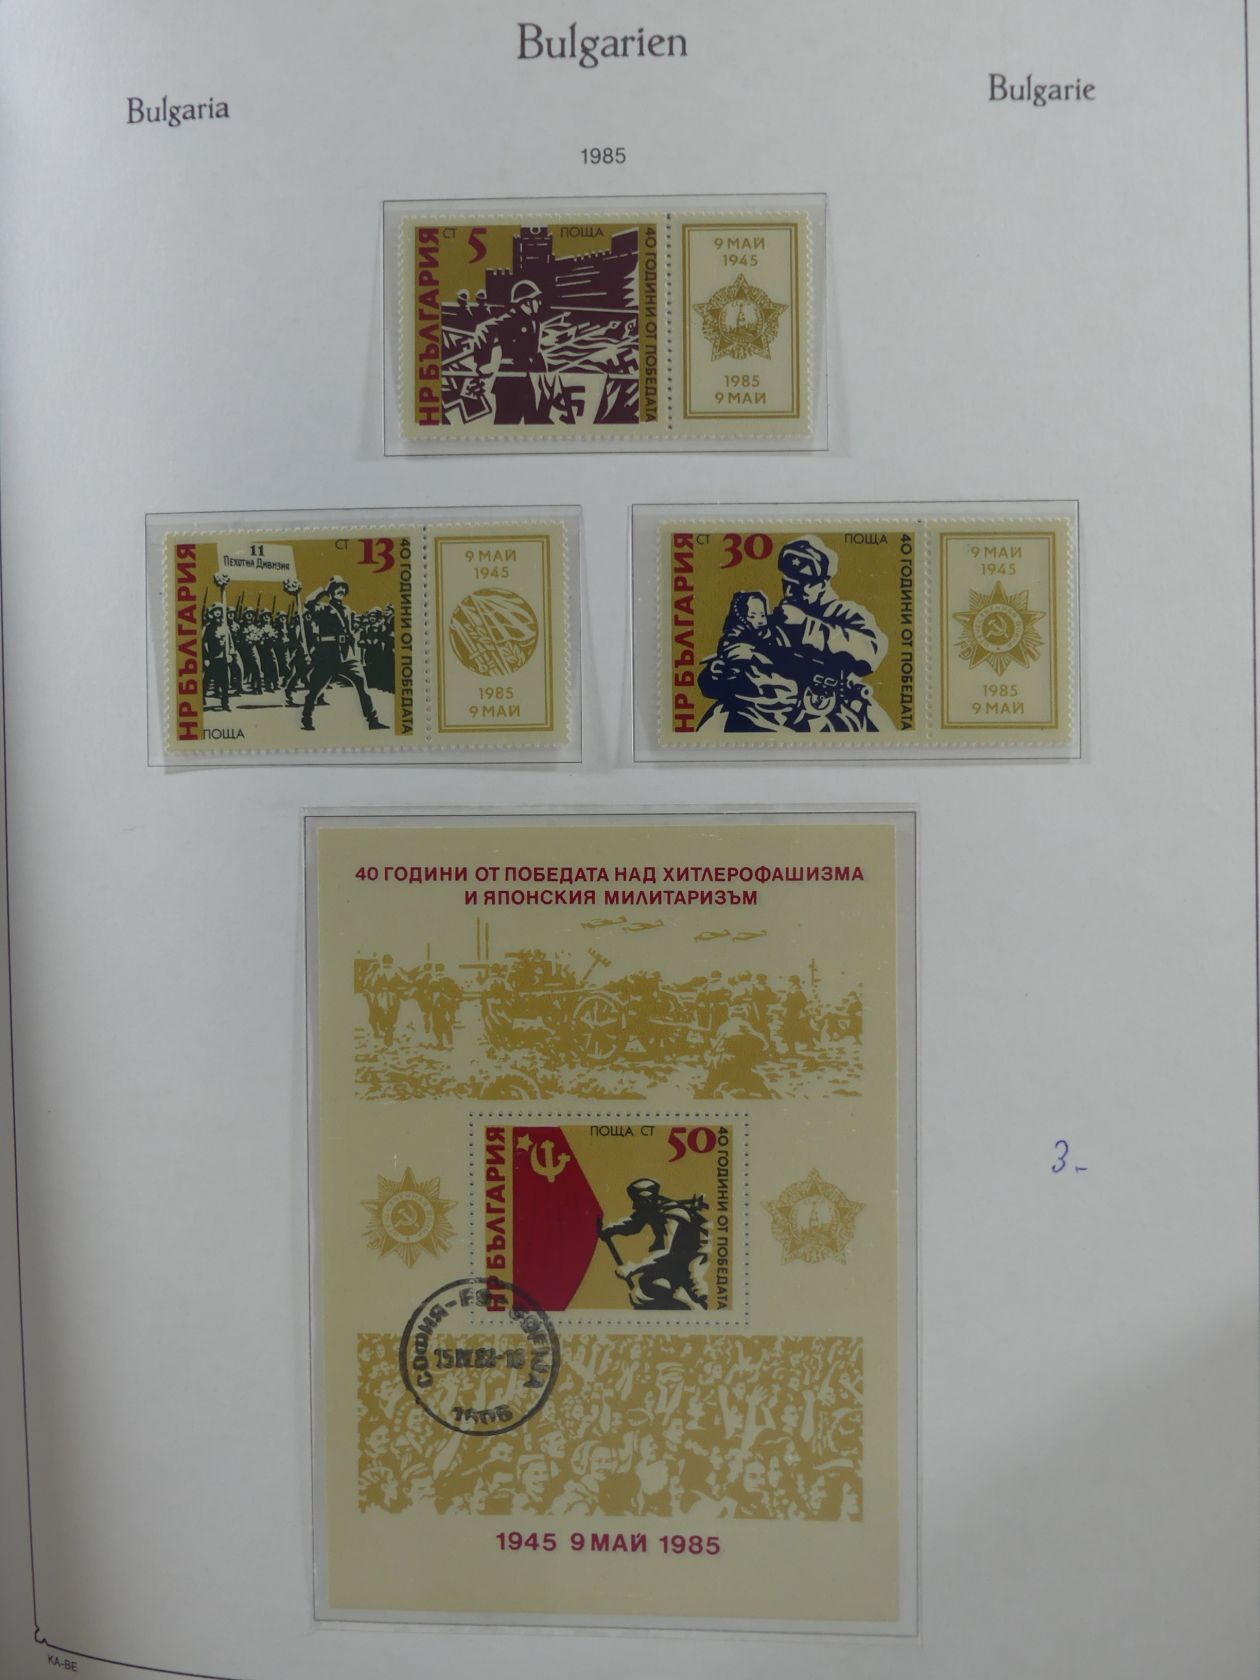 Bulgarien
Bulgaria
Bulgarie
1985
НР БЪЛГАРИЯ
СТ 5 ПОЩА
40 ГОДИНИ ОТ ПОБЕДАТА
9 МАЙ
1945
1985
9 МАЙ
НР БЪЛГАРИЯ
11
Пехотна Дивизия
СТ 13
40 ГОДИНИ ОТ ПОБЕДАТА
ПОЩА
9 МАЙ
1945
1985
9 МАЙ
НР БЪЛГАРИЯ
СТ 30 ПОЩА
40 ГОДИНИ ОТ ПОБЕДАТА
9 МАЙ
1945
1985
9 МАЙ
40 ГОДИНИ ОТ ПОБЕДАТА НАД ХИТЛЕРОФАШИЗМА
И ЯПОНСКИЯ МИЛИТАРИЗЪМ
НР БЪЛГАРИЯ
ПОЩА СТ 50
40 ГОДИНИ ОТ ПОБЕДАТА
СОФИЯ
1945 9 МАЙ 1985
3-
KA-BE